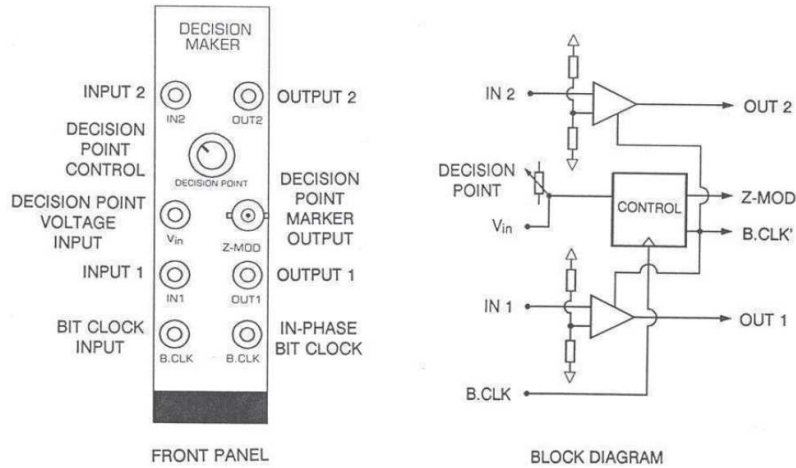 DECISION
MAKER
INPUT 2
OUTPUT 2
IN2
OUT2
DECISION
POINT
CONTROL
DECISION POINT
DECISION POINT
VOLTAGE
INPUT
DECISION
POINT
MARKER
OUTPUT
Vin
Z-MOD
INPUT 1
OUTPUT 1
IN1
OUT1
BIT CLOCK
INPUT
IN-PHASE
BIT CLOCK
B.CLK
B.CLK
FRONT PANEL
IN 2
OUT 2
DECISION
POINT
Vin
CONTROL
Z-MOD
B.CLK'
IN 1
OUT 1
B.CLK
BLOCK DIAGRAM